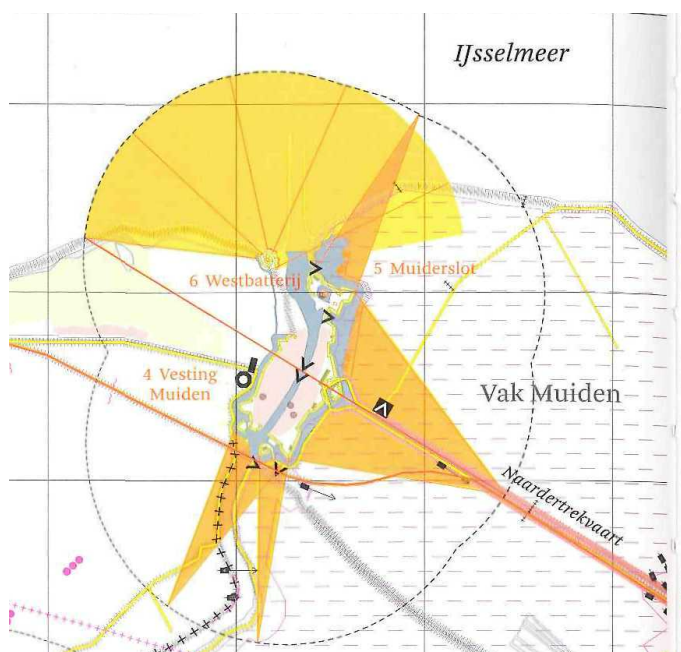 IJsselmeer
6 Westbatterij
5 Muiderslot
4 Vesting
Muiden
Vak Muiden
Naardertrekvaart